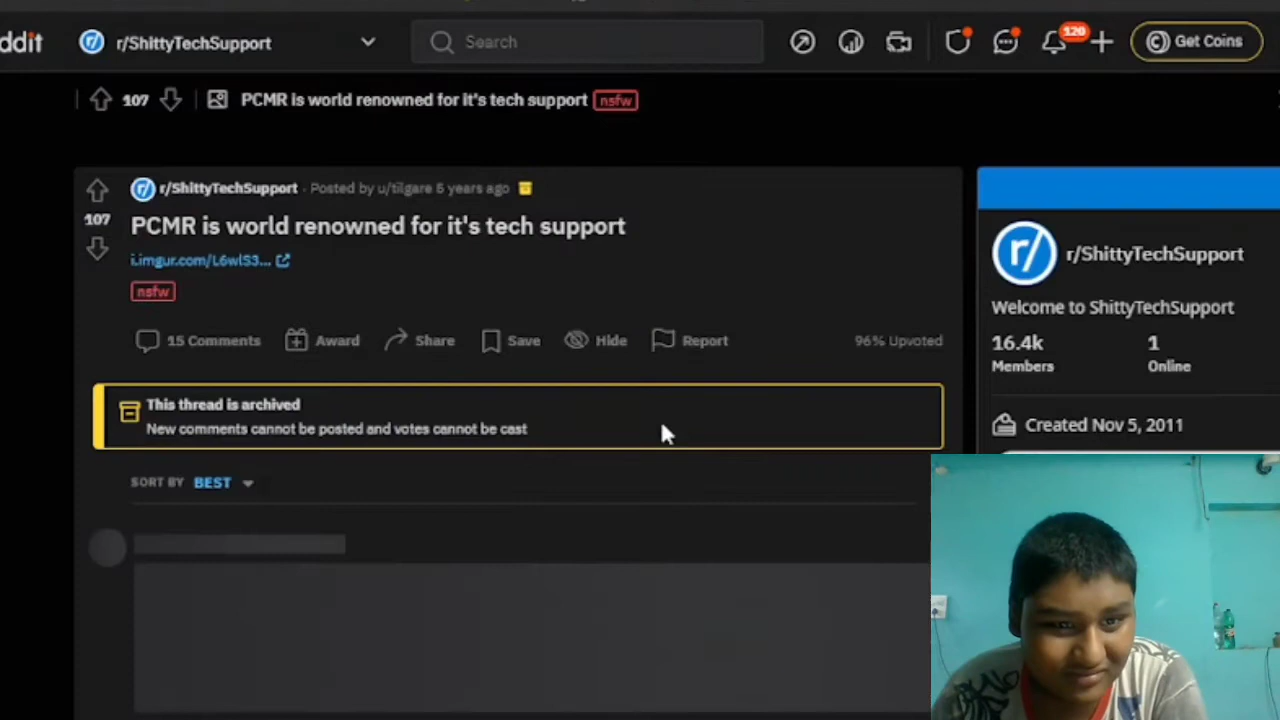 ddit r/ShittyTechSupport Search 120 Get Coins
107 PCMR is world renowned for it's tech support nsfw
r/ShittyTechSupport · Posted by u/tilgare 6 years ago
107
PCMR is world renowned for it's tech support
i.imgur.com/L6wlS3...
nsfw
15 Comments Award Share Save Hide Report 96% Upvoted
This thread is archived
New comments cannot be posted and votes cannot be cast
SORT BY BEST
r/ r/ShittyTechSupport
Welcome to ShittyTechSupport
16.4k 1
Members Online
Created Nov 5, 2011